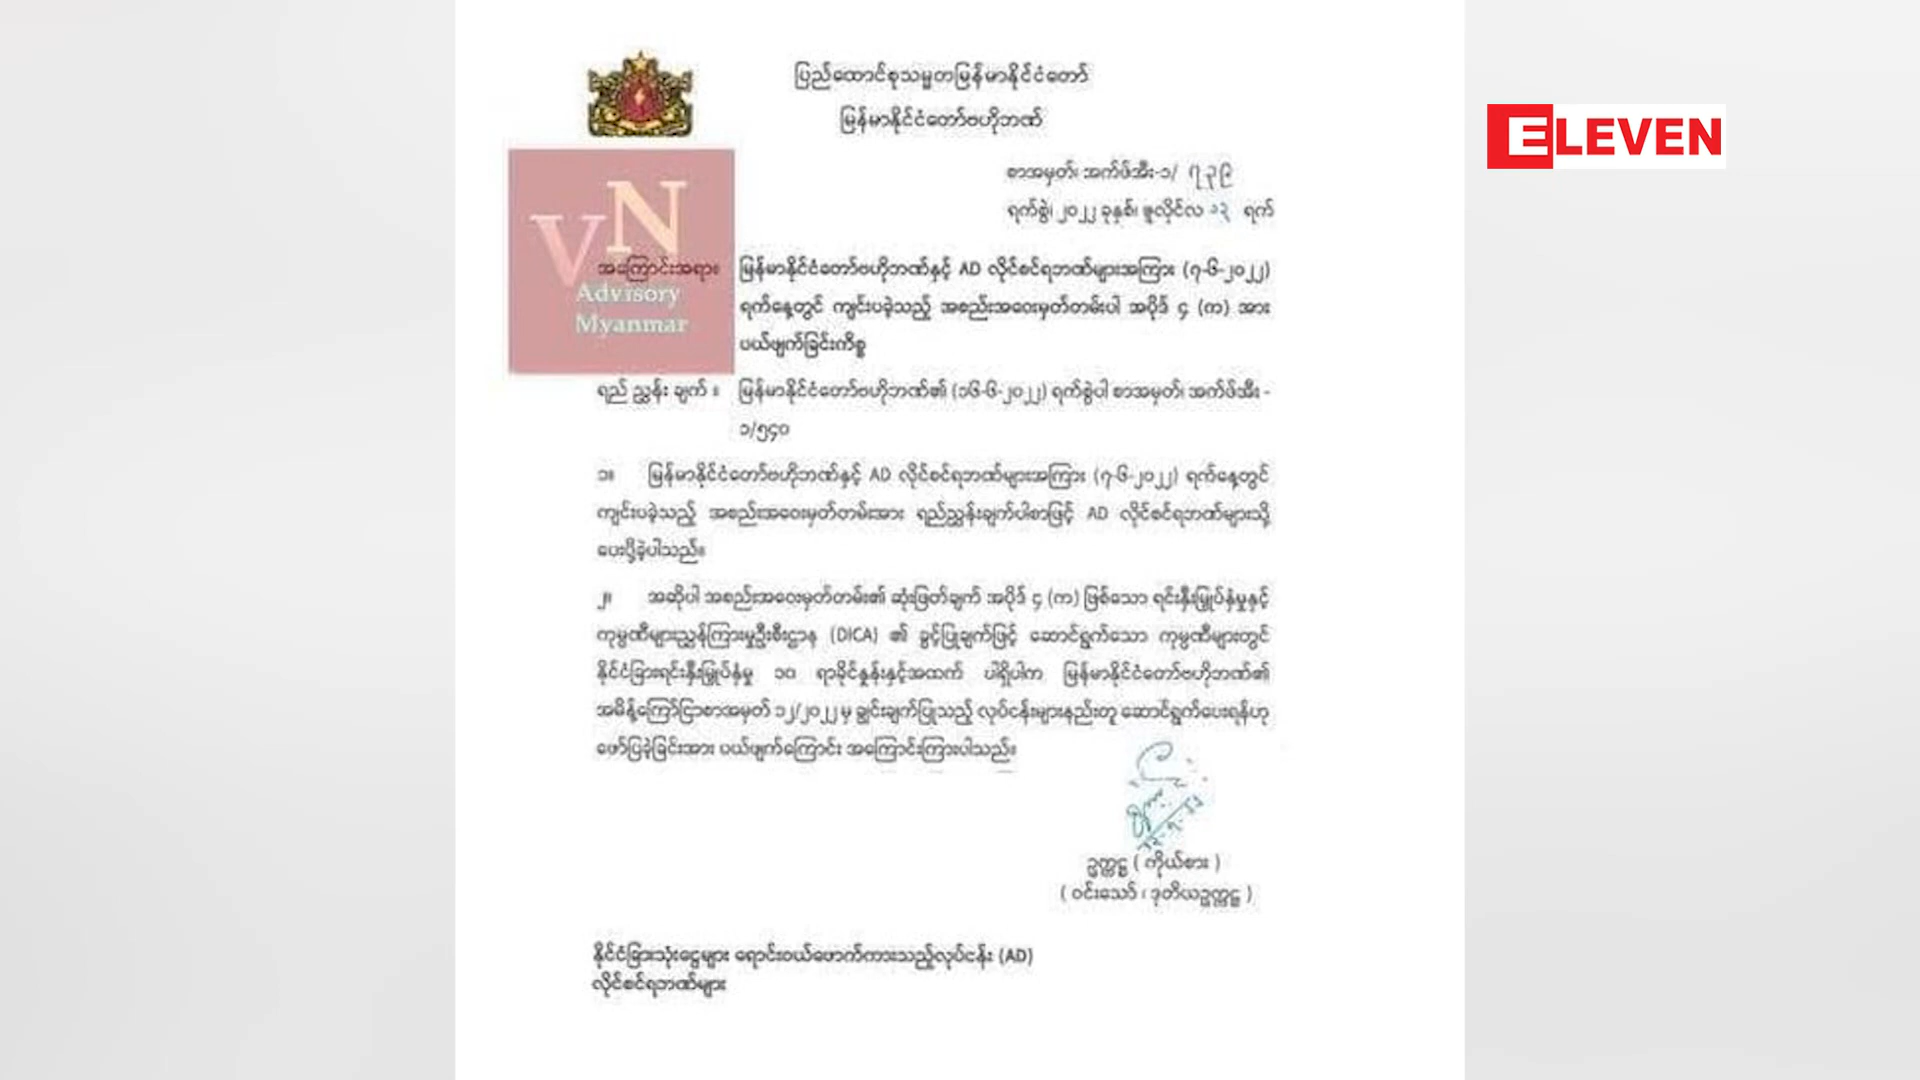 ပြည်ထောင်စုသမ္မတမြန်မာနိုင်ငံတော်
မြန်မာနိုင်ငံတော်ဗဟိုဘဏ်
ELEVEN
စာအမှတ်၊ အက်ဖ်အီး-၁/ ၇၃၉
ရက်စွဲ၊ ၂၀၂၂ ခုနှစ်၊ ဇူလိုင်လ ၁၃ ရက်
VN
Advisory
Myanmar
အကြောင်းအရာ။ မြန်မာနိုင်ငံတော်ဗဟိုဘဏ်နှင့် AD လိုင်စင်ရဘဏ်များအကြား (၇-၆-၂၀၂၂)
ရက်နေ့တွင် ကျင်းပခဲ့သည့် အစည်းအဝေးမှတ်တမ်းပါ အပိုဒ် ၄ (က) အား
ပယ်ဖျက်ခြင်းကိစ္စ
ရည် ညွှန်း ချက် ။ မြန်မာနိုင်ငံတော်ဗဟိုဘဏ်၏ (၁၆-၆-၂၀၂၂) ရက်စွဲပါ စာအမှတ်၊ အက်ဖ်အီး -
၁/၅၄၀
၁။ မြန်မာနိုင်ငံတော်ဗဟိုဘဏ်နှင့် AD လိုင်စင်ရဘဏ်များအကြား (၇-၆-၂၀၂၂) ရက်နေ့တွင်
ကျင်းပခဲ့သည့် အစည်းအဝေးမှတ်တမ်းအား ရည်ညွှန်းချက်ပါစာဖြင့် AD လိုင်စင်ရဘဏ်များသို့
ပေးပို့ခဲ့ပါသည်။
၂။ အဆိုပါ အစည်းအဝေးမှတ်တမ်း၏ ဆုံးဖြတ်ချက် အပိုဒ် ၄ (က) ဖြစ်သော ရင်းနှီးမြှုပ်နှံမှုနှင့်
ကုမ္ပဏီများညွှန်ကြားမှုဦးစီးဌာန (DICA) ၏ ခွင့်ပြုချက်ဖြင့် ဆောင်ရွက်သော ကုမ္ပဏီများတွင်
နိုင်ငံခြားရင်းနှီးမြှုပ်နှံမှု ၁၀ ရာခိုင်နှုန်းနှင့်အထက် ပါရှိပါက မြန်မာနိုင်ငံတော်ဗဟိုဘဏ်၏
အမိန့်ကြော်ငြာစာအမှတ် ၁၂/၂၀၂၂ မှ ချွင်းချက်ပြုသည့် လုပ်ငန်းများနည်းတူ ဆောင်ရွက်ပေးရန်ဟု
ဖော်ပြခဲ့ခြင်းအား ပယ်ဖျက်ကြောင်း အကြောင်းကြားပါသည်။
ဥက္ကဋ္ဌ ( ကိုယ်စား )
( ဝင်းသော် ၊ ဒုတိယဥက္ကဋ္ဌ )
နိုင်ငံခြားသုံးငွေများ ရောင်းဝယ်ဖောက်ကားသည့်လုပ်ငန်း (AD)
လိုင်စင်ရဘဏ်များ